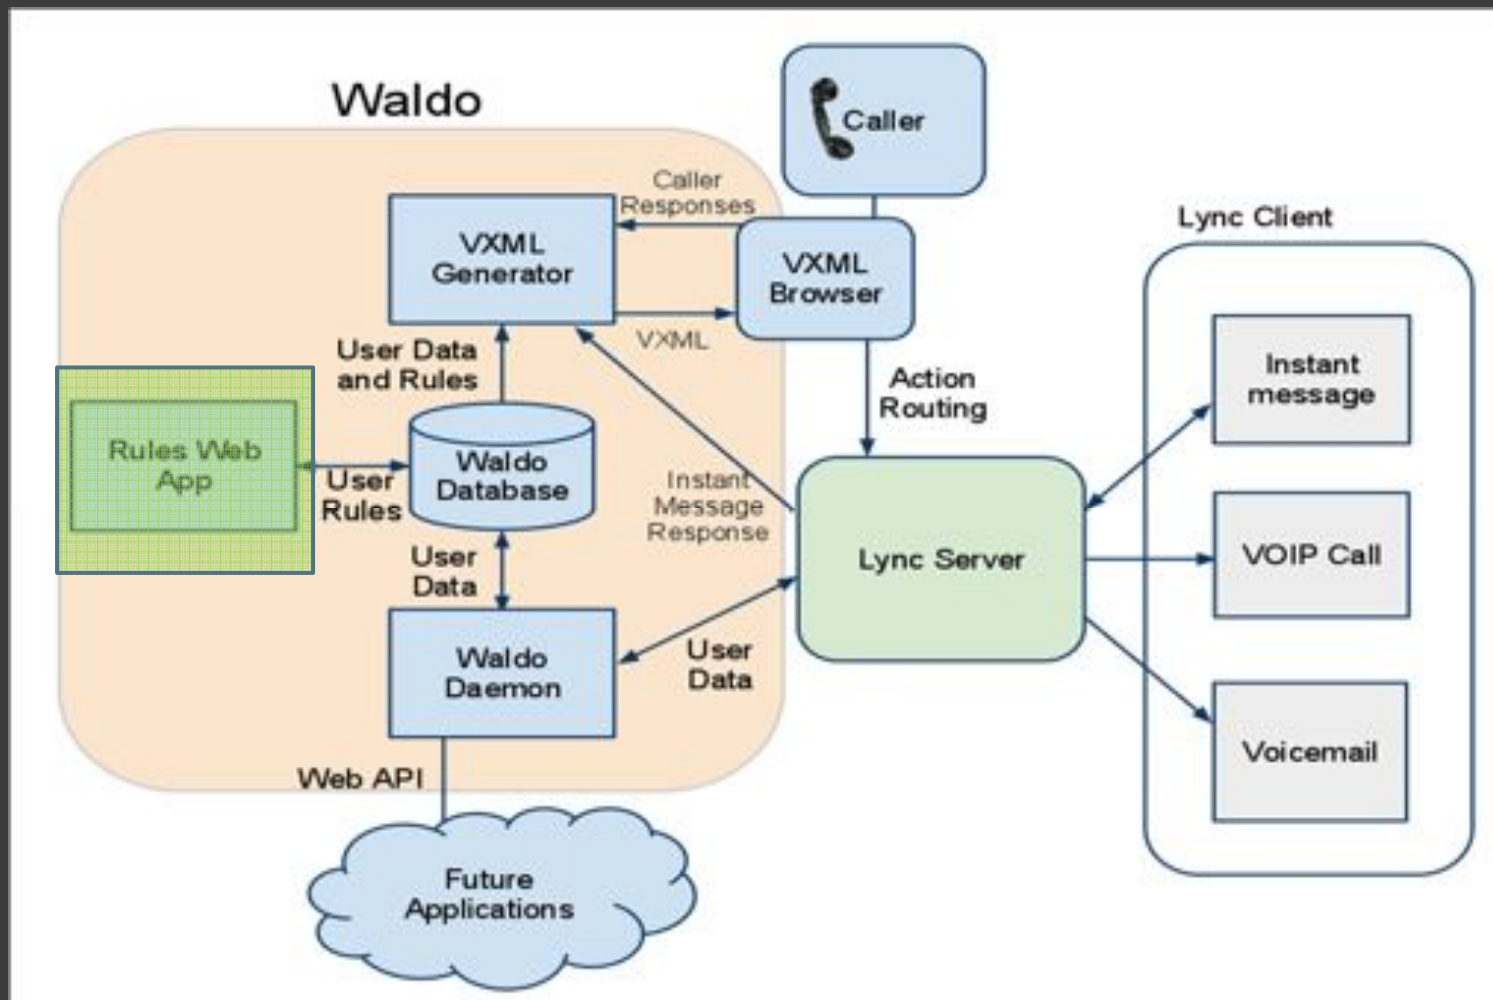 Waldo
Caller
Caller
Responses
VXML
Generator
VXML
Browser
VXML
User Data
and Rules
Action
Routing
Lync Client
Instant
message
Rules Web
App
User
Rules
Waldo
Database
Instant
Message
Response
Lync Server
VOIP Call
User
Data
Waldo
Daemon
User
Data
Voicemail
Web API
Future
Applications